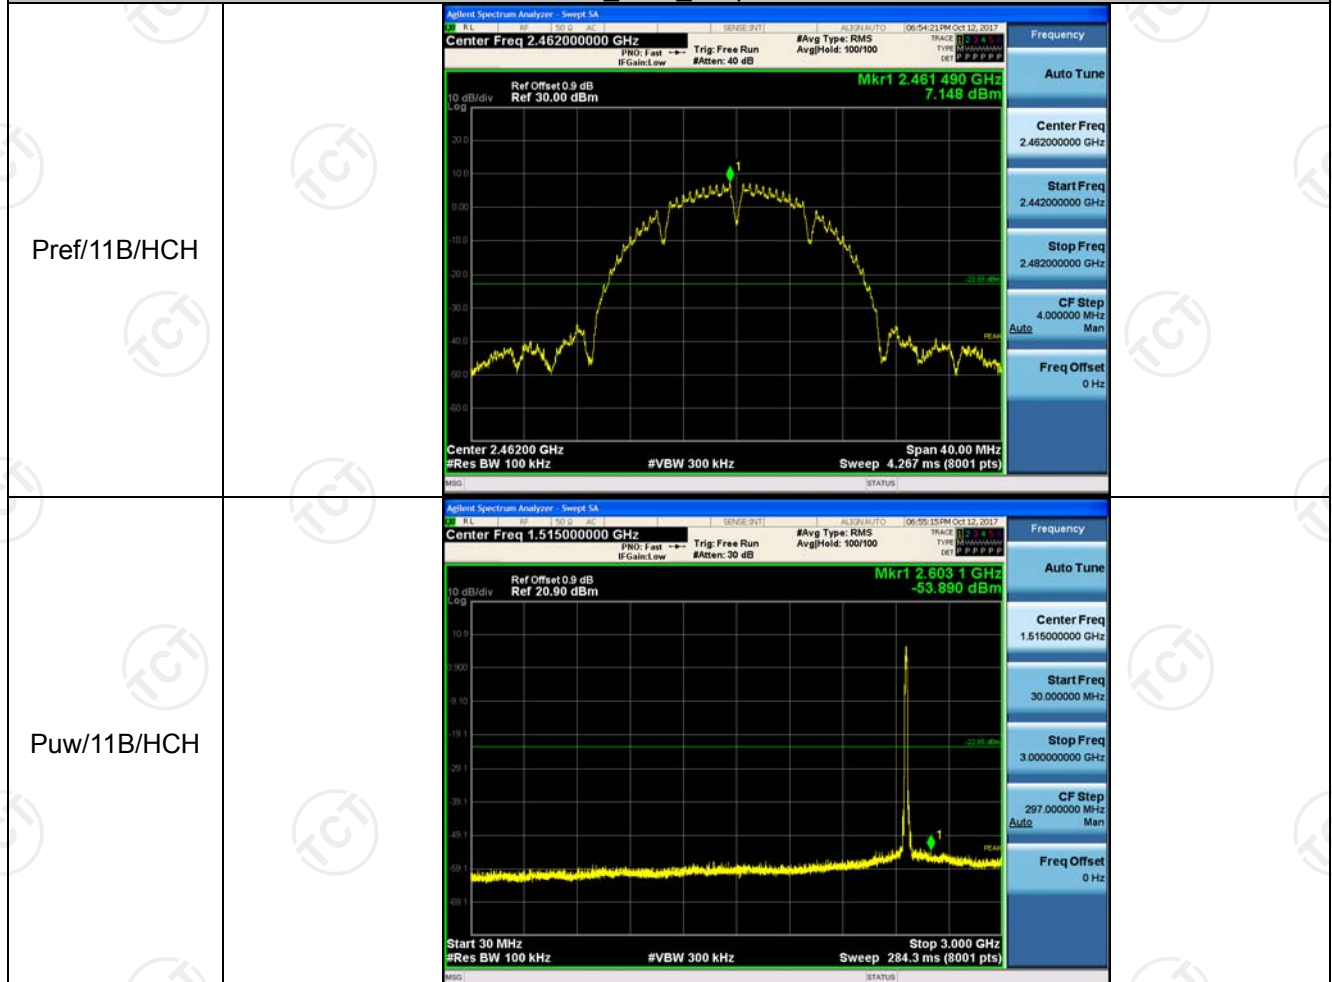 Pref/11B/HCH
Agilent Spectrum Analyzer - Swept SA
RL RF 50 Ω AC SENSE:INT ALIGN AUTO 06:54:21 PM Oct 12, 2017
Center Freq 2.462000000 GHz
PNO: Fast
IFGain:Low
Trig: Free Run
#Atten: 40 dB
#Avg Type: RMS
Avg|Hold: 100/100
TRACE 1 2 3 4 5 6
TYPE M WWWWW
DET P P P P P P
Ref Offset 0.9 dB
10 dB/div Ref 30.00 dBm
Log
Mkr1 2.461 490 GHz
7.148 dBm
20.0
10.0
0.00
-10.0
-20.0
-30.0
-40.0
-50.0
-60.0
1
-22.85 dBm
PEAK
Center 2.46200 GHz Span 40.00 MHz
#Res BW 100 kHz #VBW 300 kHz Sweep 4.267 ms (8001 pts)
MSG STATUS
Frequency
Auto Tune
Center Freq
2.462000000 GHz
Start Freq
2.442000000 GHz
Stop Freq
2.482000000 GHz
CF Step
4.000000 MHz
Auto Man
Freq Offset
0 Hz
Puw/11B/HCH
Agilent Spectrum Analyzer - Swept SA
RL RF 50 Ω AC SENSE:INT ALIGN AUTO 06:55:15 PM Oct 12, 2017
Center Freq 1.515000000 GHz
PNO: Fast
IFGain:Low
Trig: Free Run
#Atten: 30 dB
#Avg Type: RMS
Avg|Hold: 100/100
TRACE 1 2 3 4 5 6
TYPE M WWWWW
DET P P P P P P
Ref Offset 0.9 dB
10 dB/div Ref 20.90 dBm
Log
Mkr1 2.603 1 GHz
-53.890 dBm
10.9
0.900
-9.10
-19.1
-29.1
-39.1
-49.1
-59.1
-69.1
1
-22.85 dBm
PEAK
Start 30 MHz Stop 3.000 GHz
#Res BW 100 kHz #VBW 300 kHz Sweep 284.3 ms (8001 pts)
MSG STATUS
Frequency
Auto Tune
Center Freq
1.515000000 GHz
Start Freq
30.000000 MHz
Stop Freq
3.000000000 GHz
CF Step
297.000000 MHz
Auto Man
Freq Offset
0 Hz
TCT